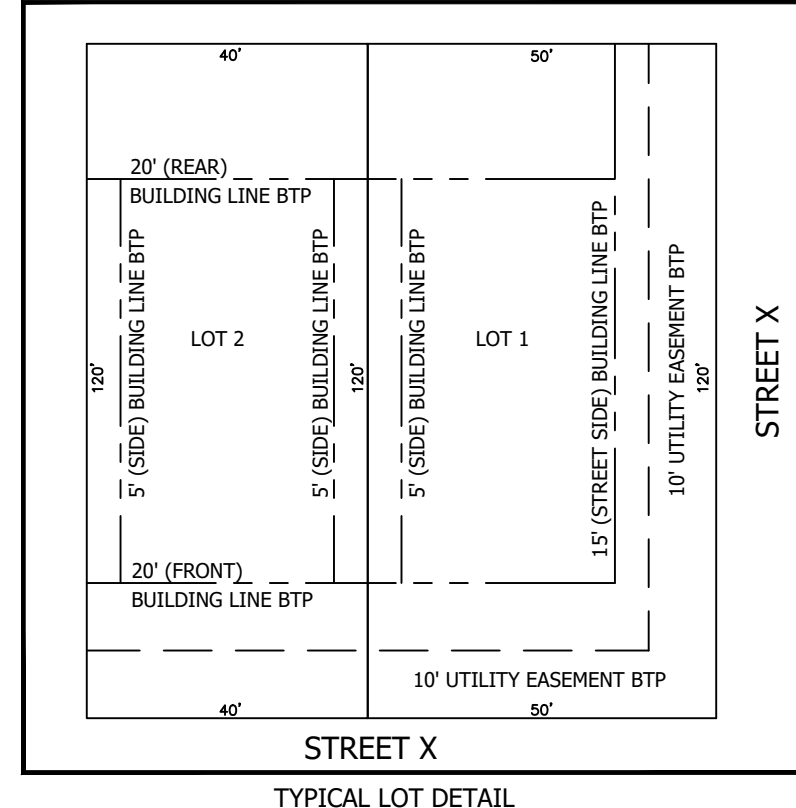 40' 50'
20' (REAR)
BUILDING LINE BTP
120'
5' (SIDE) BUILDING LINE BTP
LOT 2
5' (SIDE) BUILDING LINE BTP
120'
5' (SIDE) BUILDING LINE BTP
LOT 1
15' (STREET SIDE) BUILDING LINE BTP
10' UTILITY EASEMENT BTP
120'
STREET X
20' (FRONT)
BUILDING LINE BTP
10' UTILITY EASEMENT BTP
40' 50'
STREET X
TYPICAL LOT DETAIL